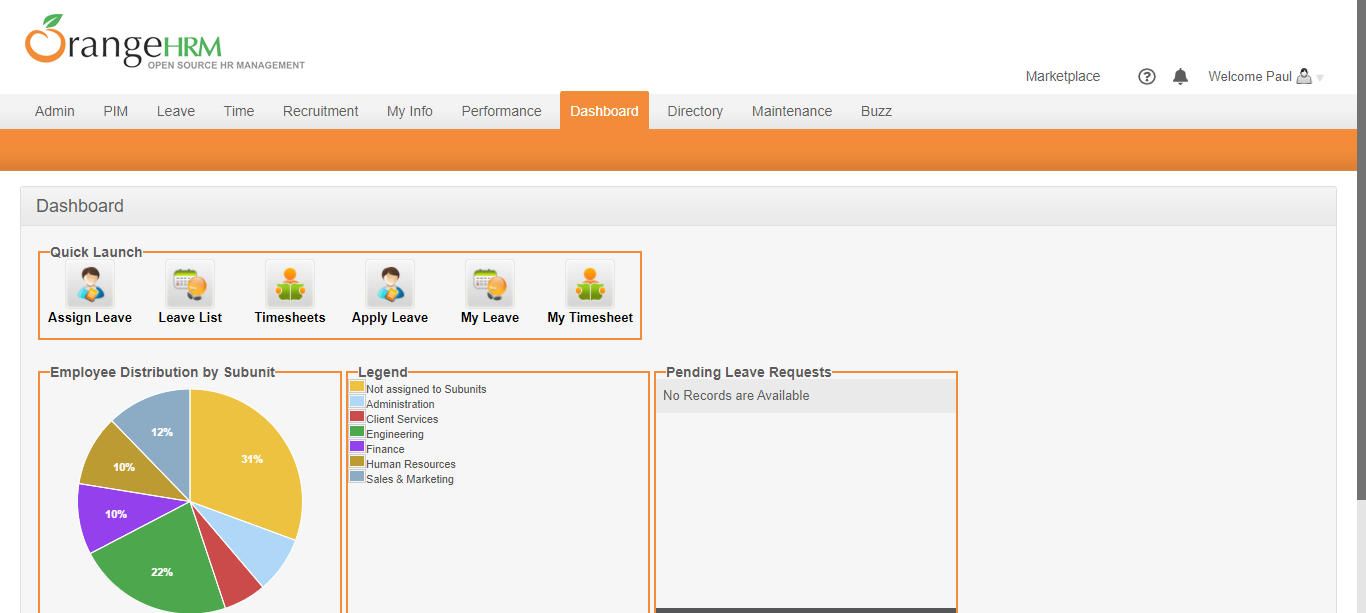 OrangeHRM
OPEN SOURCE HR MANAGEMENT
Marketplace ? Welcome Paul
Admin PIM Leave Time Recruitment My Info Performance Dashboard Directory Maintenance Buzz
Dashboard
Quick Launch
Assign Leave Leave List Timesheets Apply Leave My Leave My Timesheet
Employee Distribution by Subunit
12%
31%
10%
10%
22%
Legend
Not assigned to Subunits
Administration
Client Services
Engineering
Finance
Human Resources
Sales & Marketing
Pending Leave Requests
No Records are Available